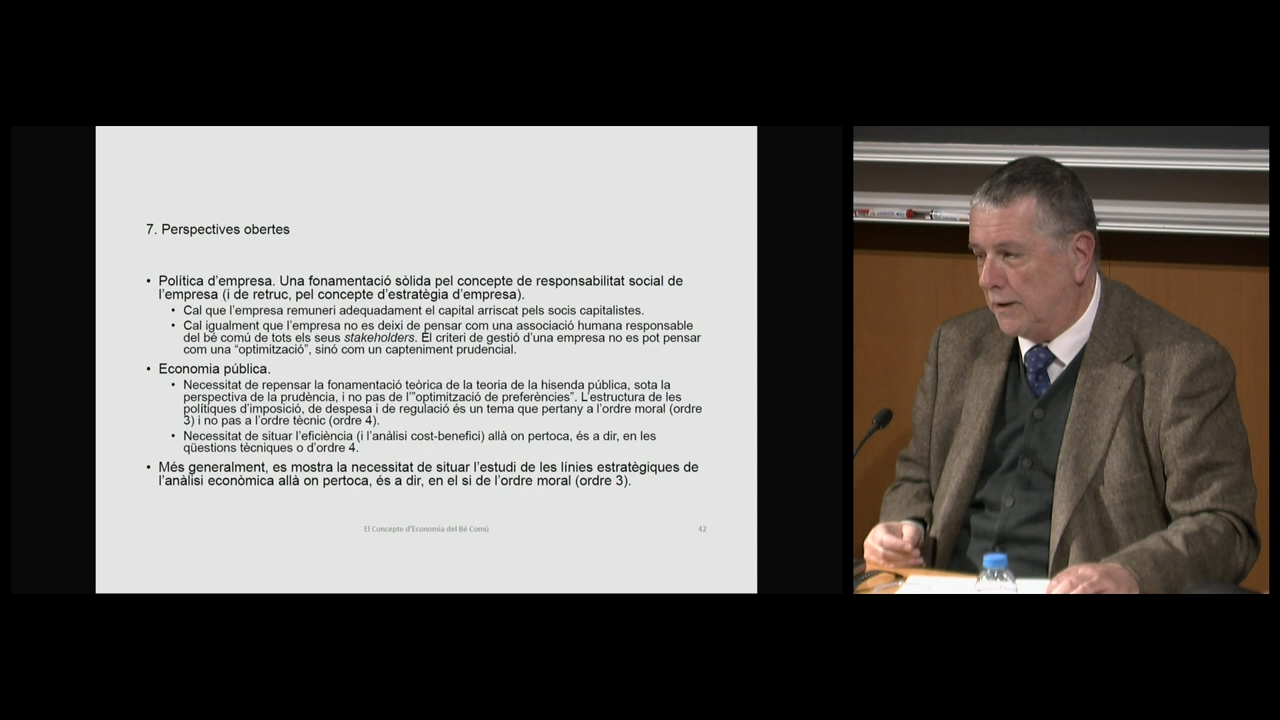 7. Perspectives obertes
• Política d’empresa. Una fonamentació sòlida pel concepte de responsabilitat social de
l’empresa (i de retruc, pel concepte d’estratègia d’empresa).
• Cal que l’empresa remuneri adequadament el capital arriscat pels socis capitalistes.
• Cal igualment que l’empresa no es deixi de pensar com una associació humana responsable
del bé comú de tots els seus stakeholders. El criteri de gestió d’una empresa no es pot pensar
com una “optimització”, sinó com un capteniment prudencial.
• Economia pública.
• Necessitat de repensar la fonamentació teòrica de la teoria de la hisenda pública, sota la
perspectiva de la prudència, i no pas de l’”optimització de preferències”. L’estructura de les
polítiques d’imposició, de despesa i de regulació és un tema que pertany a l’ordre moral (ordre
3) i no pas a l’ordre tècnic (ordre 4).
• Necessitat de situar l’eficiència (i l’anàlisi cost-benefici) allà on pertoca, és a dir, en les
qüestions tècniques o d’ordre 4.
• Més generalment, es mostra la necessitat de situar l’estudi de les línies estratègiques de
l’anàlisi econòmica allà on pertoca, és a dir, en el si de l’ordre moral (ordre 3).
El Concepte d’Economia del Bé Comú 42